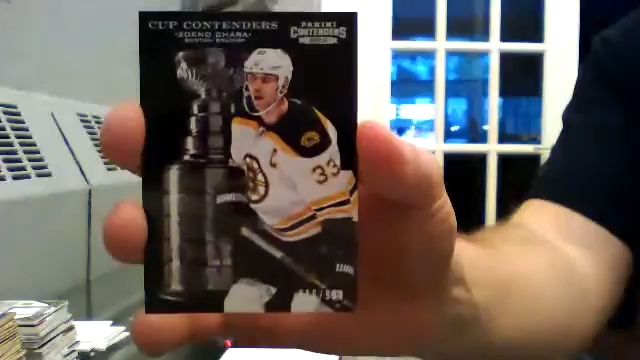 CUP CONTENDERS
PANINI
·ZDENO CHARA·
CONTENDERS
BOSTON BRUINS®
C
33